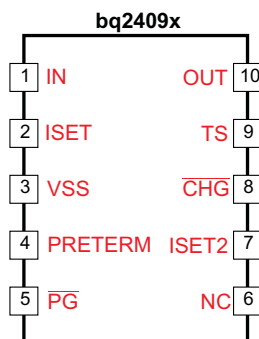 bq2409x
1 IN OUT 10
2 ISET TS 9
3 VSS CHG 8
4 PRETERM ISET2 7
5 PG NC 6